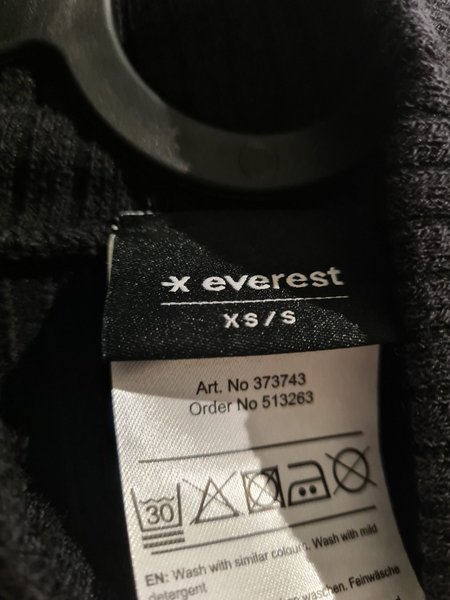 everest
XS/S
Art. No 373743
Order No 513263
30
EN: Wash with similar colours. Wash with mild
detergent
waschen. Feinwäsche